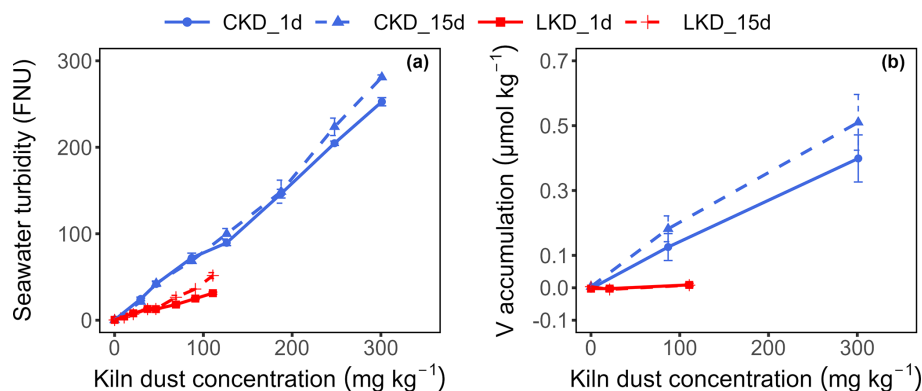 CKD_1d CKD_15d LKD_1d LKD_15d
(a)
Seawater turbidity (FNU)
300
200
100
0
0 100 200 300
Kiln dust concentration (mg kg⁻¹)
(b)
V accumulation (μmol kg⁻¹)
0.5
0.3
0.1
0.0
-0.1
0 100 200 300
Kiln dust concentration (mg kg⁻¹)